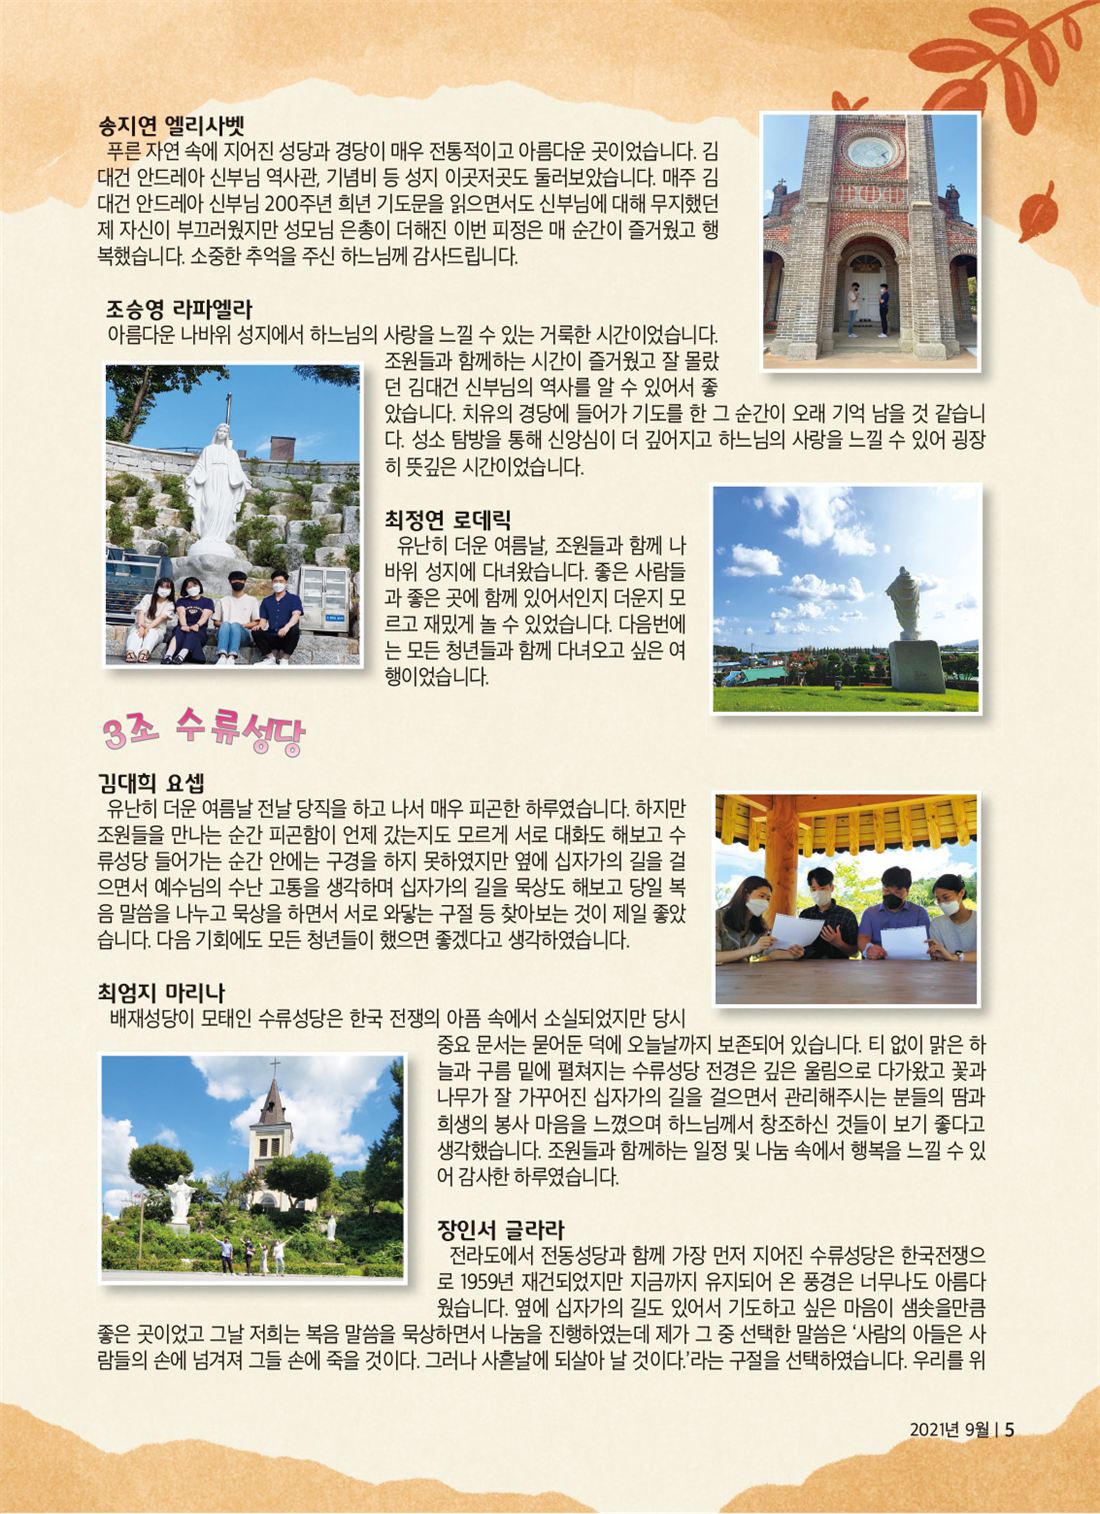 송지연 엘리사벳
푸른 자연 속에 지어진 성당과 경당이 매우 전통적이고 아름다운 곳이었습니다. 김
대건 안드레아 신부님 역사관, 기념비 등 성지 이곳저곳도 둘러보았습니다. 매주 김
대건 안드레아 신부님 200주년 희년 기도문을 읽으면서도 신부님에 대해 무지했던
제 자신이 부끄러웠지만 성모님 은총이 더해진 이번 피정은 매 순간이 즐거웠고 행
복했습니다. 소중한 추억을 주신 하느님께 감사드립니다.
조승영 라파엘라
아름다운 나바위 성지에서 하느님의 사랑을 느낄 수 있는 거룩한 시간이었습니다.
조원들과 함께하는 시간이 즐거웠고 잘 몰랐
던 김대건 신부님의 역사를 알 수 있어서 좋
았습니다. 치유의 경당에 들어가 기도를 한 그 순간이 오래 기억 남을 것 같습니
다. 성소 탐방을 통해 신앙심이 더 깊어지고 하느님의 사랑을 느낄 수 있어 굉장
히 뜻깊은 시간이었습니다.
최정연 로데릭
유난히 더운 여름날, 조원들과 함께 나
바위 성지에 다녀왔습니다. 좋은 사람들
과 좋은 곳에 함께 있어서인지 더운지 모
르고 재밌게 놀 수 있었습니다. 다음번에
는 모든 청년들과 함께 다녀오고 싶은 여
행이었습니다.
3조 수류성당
김대희 요셉
유난히 더운 여름날 전날 당직을 하고 나서 매우 피곤한 하루였습니다. 하지만
조원들을 만나는 순간 피곤함이 언제 갔는지도 모르게 서로 대화도 해보고 수
류성당 들어가는 순간 안에는 구경을 하지 못하였지만 옆에 십자가의 길을 걸
으면서 예수님의 수난 고통을 생각하며 십자가의 길을 묵상도 해보고 당일 복
음 말씀을 나누고 묵상을 하면서 서로 와닿는 구절 등 찾아보는 것이 제일 좋았
습니다. 다음 기회에도 모든 청년들이 했으면 좋겠다고 생각하였습니다.
최엄지 마리나
배재성당이 모태인 수류성당은 한국 전쟁의 아픔 속에서 소실되었지만 당시
중요 문서는 묻어둔 덕에 오늘날까지 보존되어 있습니다. 티 없이 맑은 하
늘과 구름 밑에 펼쳐지는 수류성당 전경은 깊은 울림으로 다가왔고 꽃과
나무가 잘 가꾸어진 십자가의 길을 걸으면서 관리해주시는 분들의 땀과
희생의 봉사 마음을 느꼈으며 하느님께서 창조하신 것들이 보기 좋다고
생각했습니다. 조원들과 함께하는 일정 및 나눔 속에서 행복을 느낄 수 있
어 감사한 하루였습니다.
장인서 글라라
전라도에서 전동성당과 함께 가장 먼저 지어진 수류성당은 한국전쟁으
로 1959년 재건되었지만 지금까지 유지되어 온 풍경은 너무나도 아름다
웠습니다. 옆에 십자가의 길도 있어서 기도하고 싶은 마음이 샘솟을만큼
좋은 곳이었고 그날 저희는 복음 말씀을 묵상하면서 나눔을 진행하였는데 제가 그 중 선택한 말씀은 ‘사람의 아들은 사
람들의 손에 넘겨져 그들 손에 죽을 것이다. 그러나 사흗날에 되살아 날 것이다.’라는 구절을 선택하였습니다. 우리를 위
2021년 9월 | 5